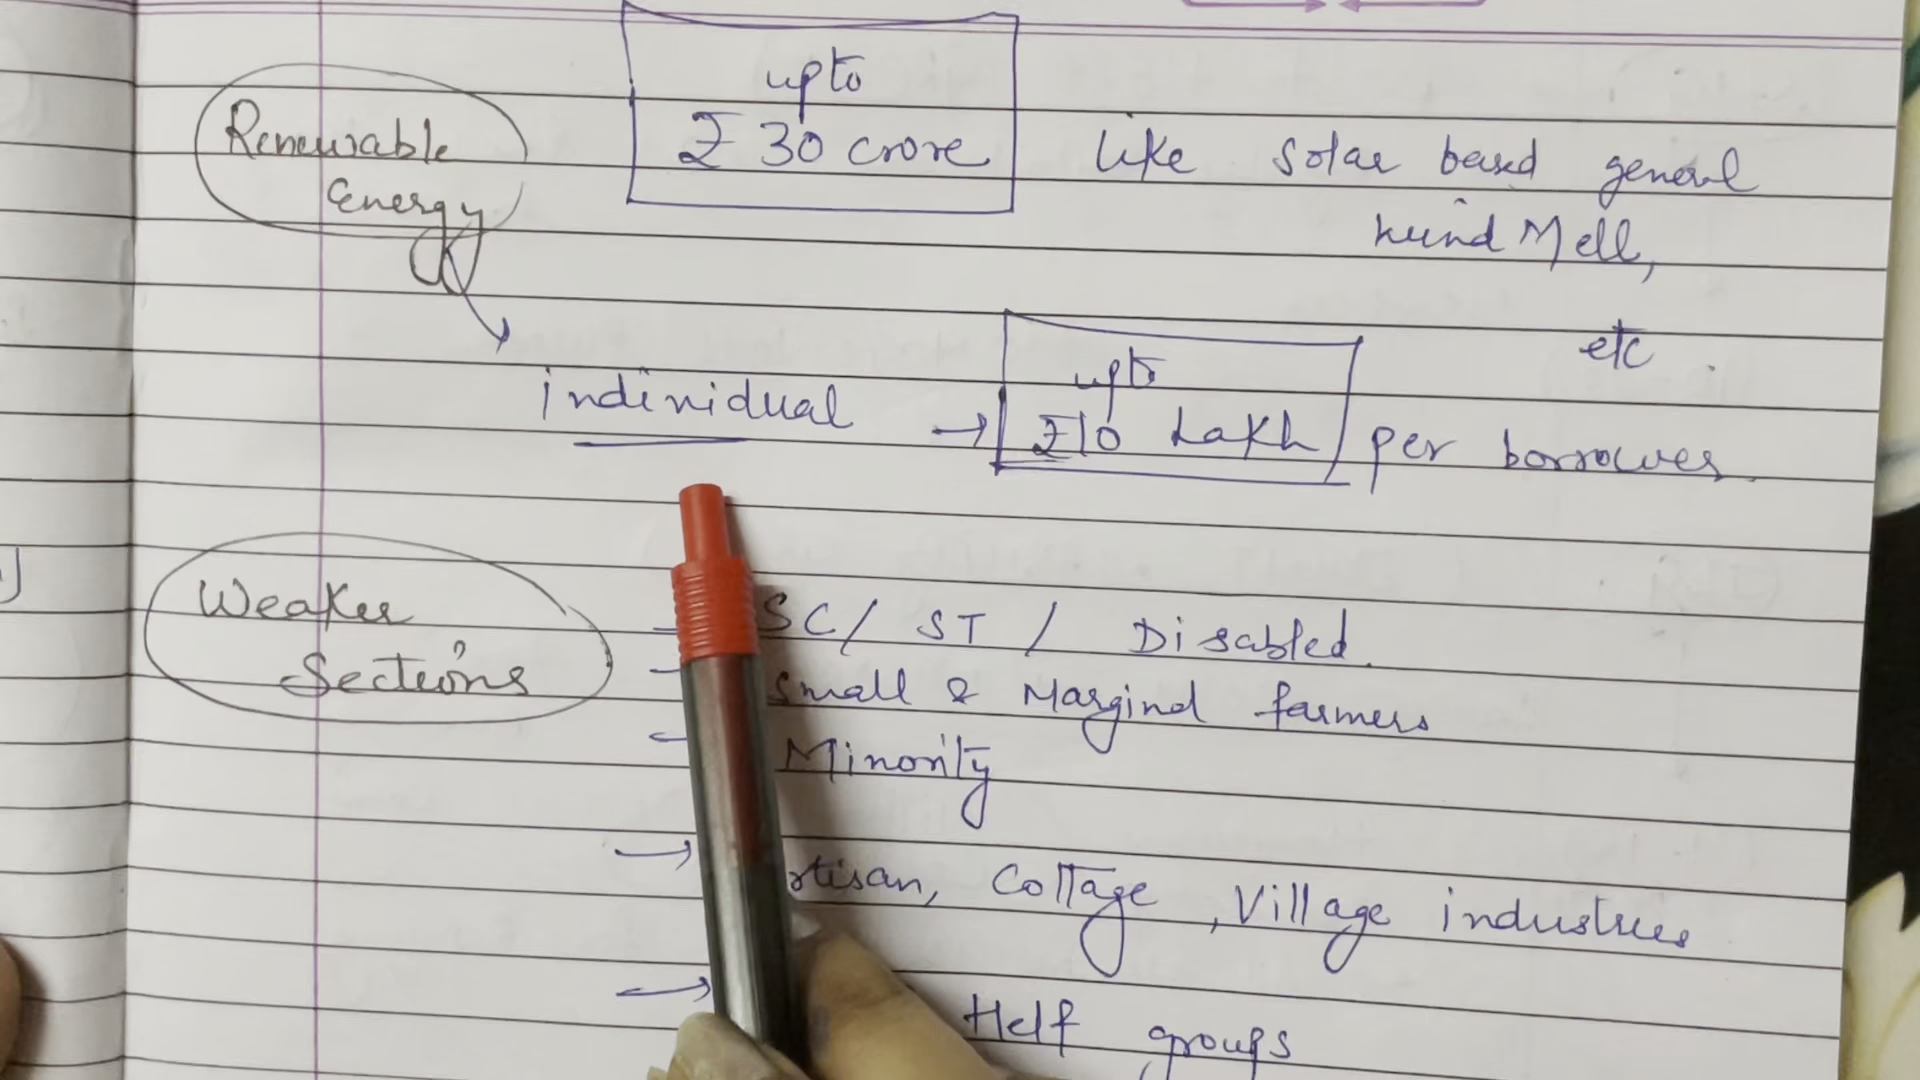 upto
Renewable ₹ 30 crore like solar based general
Energy
wind Mell,
etc
upto
individual → ₹10 Lakh per borrower
Weaker SC/ ST / Disabled.
Sections Small & Marginal farmers
Minority
rtisan, Cottage, Village industries
→ Help groups